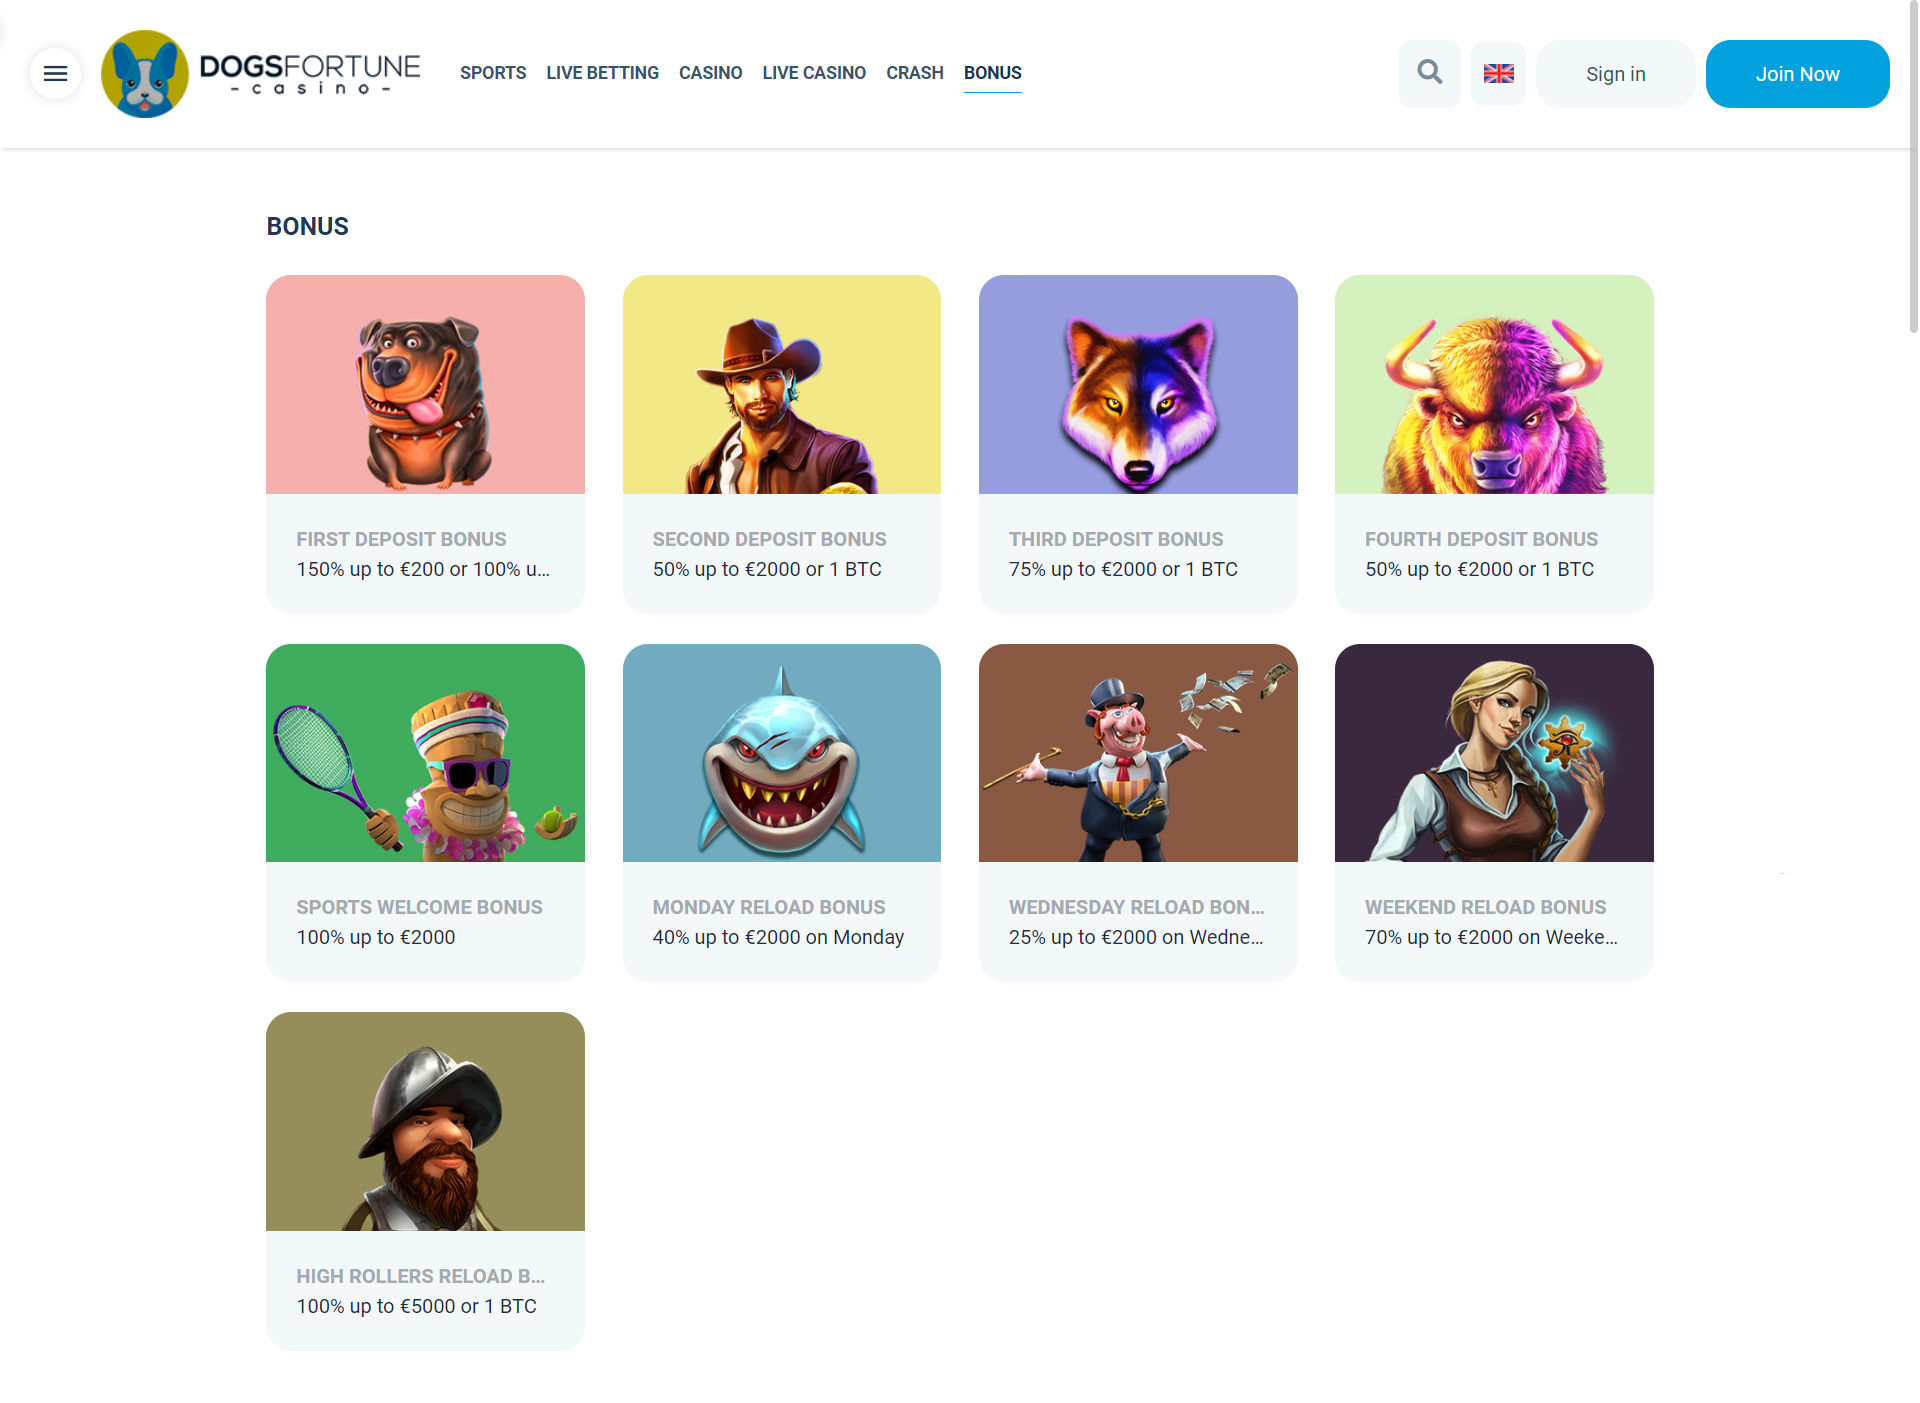 DOGSFORTUNE
- casino -
SPORTS LIVE BETTING CASINO LIVE CASINO CRASH BONUS
Sign in
Join Now
BONUS
FIRST DEPOSIT BONUS
150% up to €200 or 100% u...
SECOND DEPOSIT BONUS
50% up to €2000 or 1 BTC
THIRD DEPOSIT BONUS
75% up to €2000 or 1 BTC
FOURTH DEPOSIT BONUS
50% up to €2000 or 1 BTC
SPORTS WELCOME BONUS
100% up to €2000
MONDAY RELOAD BONUS
40% up to €2000 on Monday
WEDNESDAY RELOAD BON...
25% up to €2000 on Wedne...
WEEKEND RELOAD BONUS
70% up to €2000 on Weeke...
HIGH ROLLERS RELOAD B...
100% up to €5000 or 1 BTC